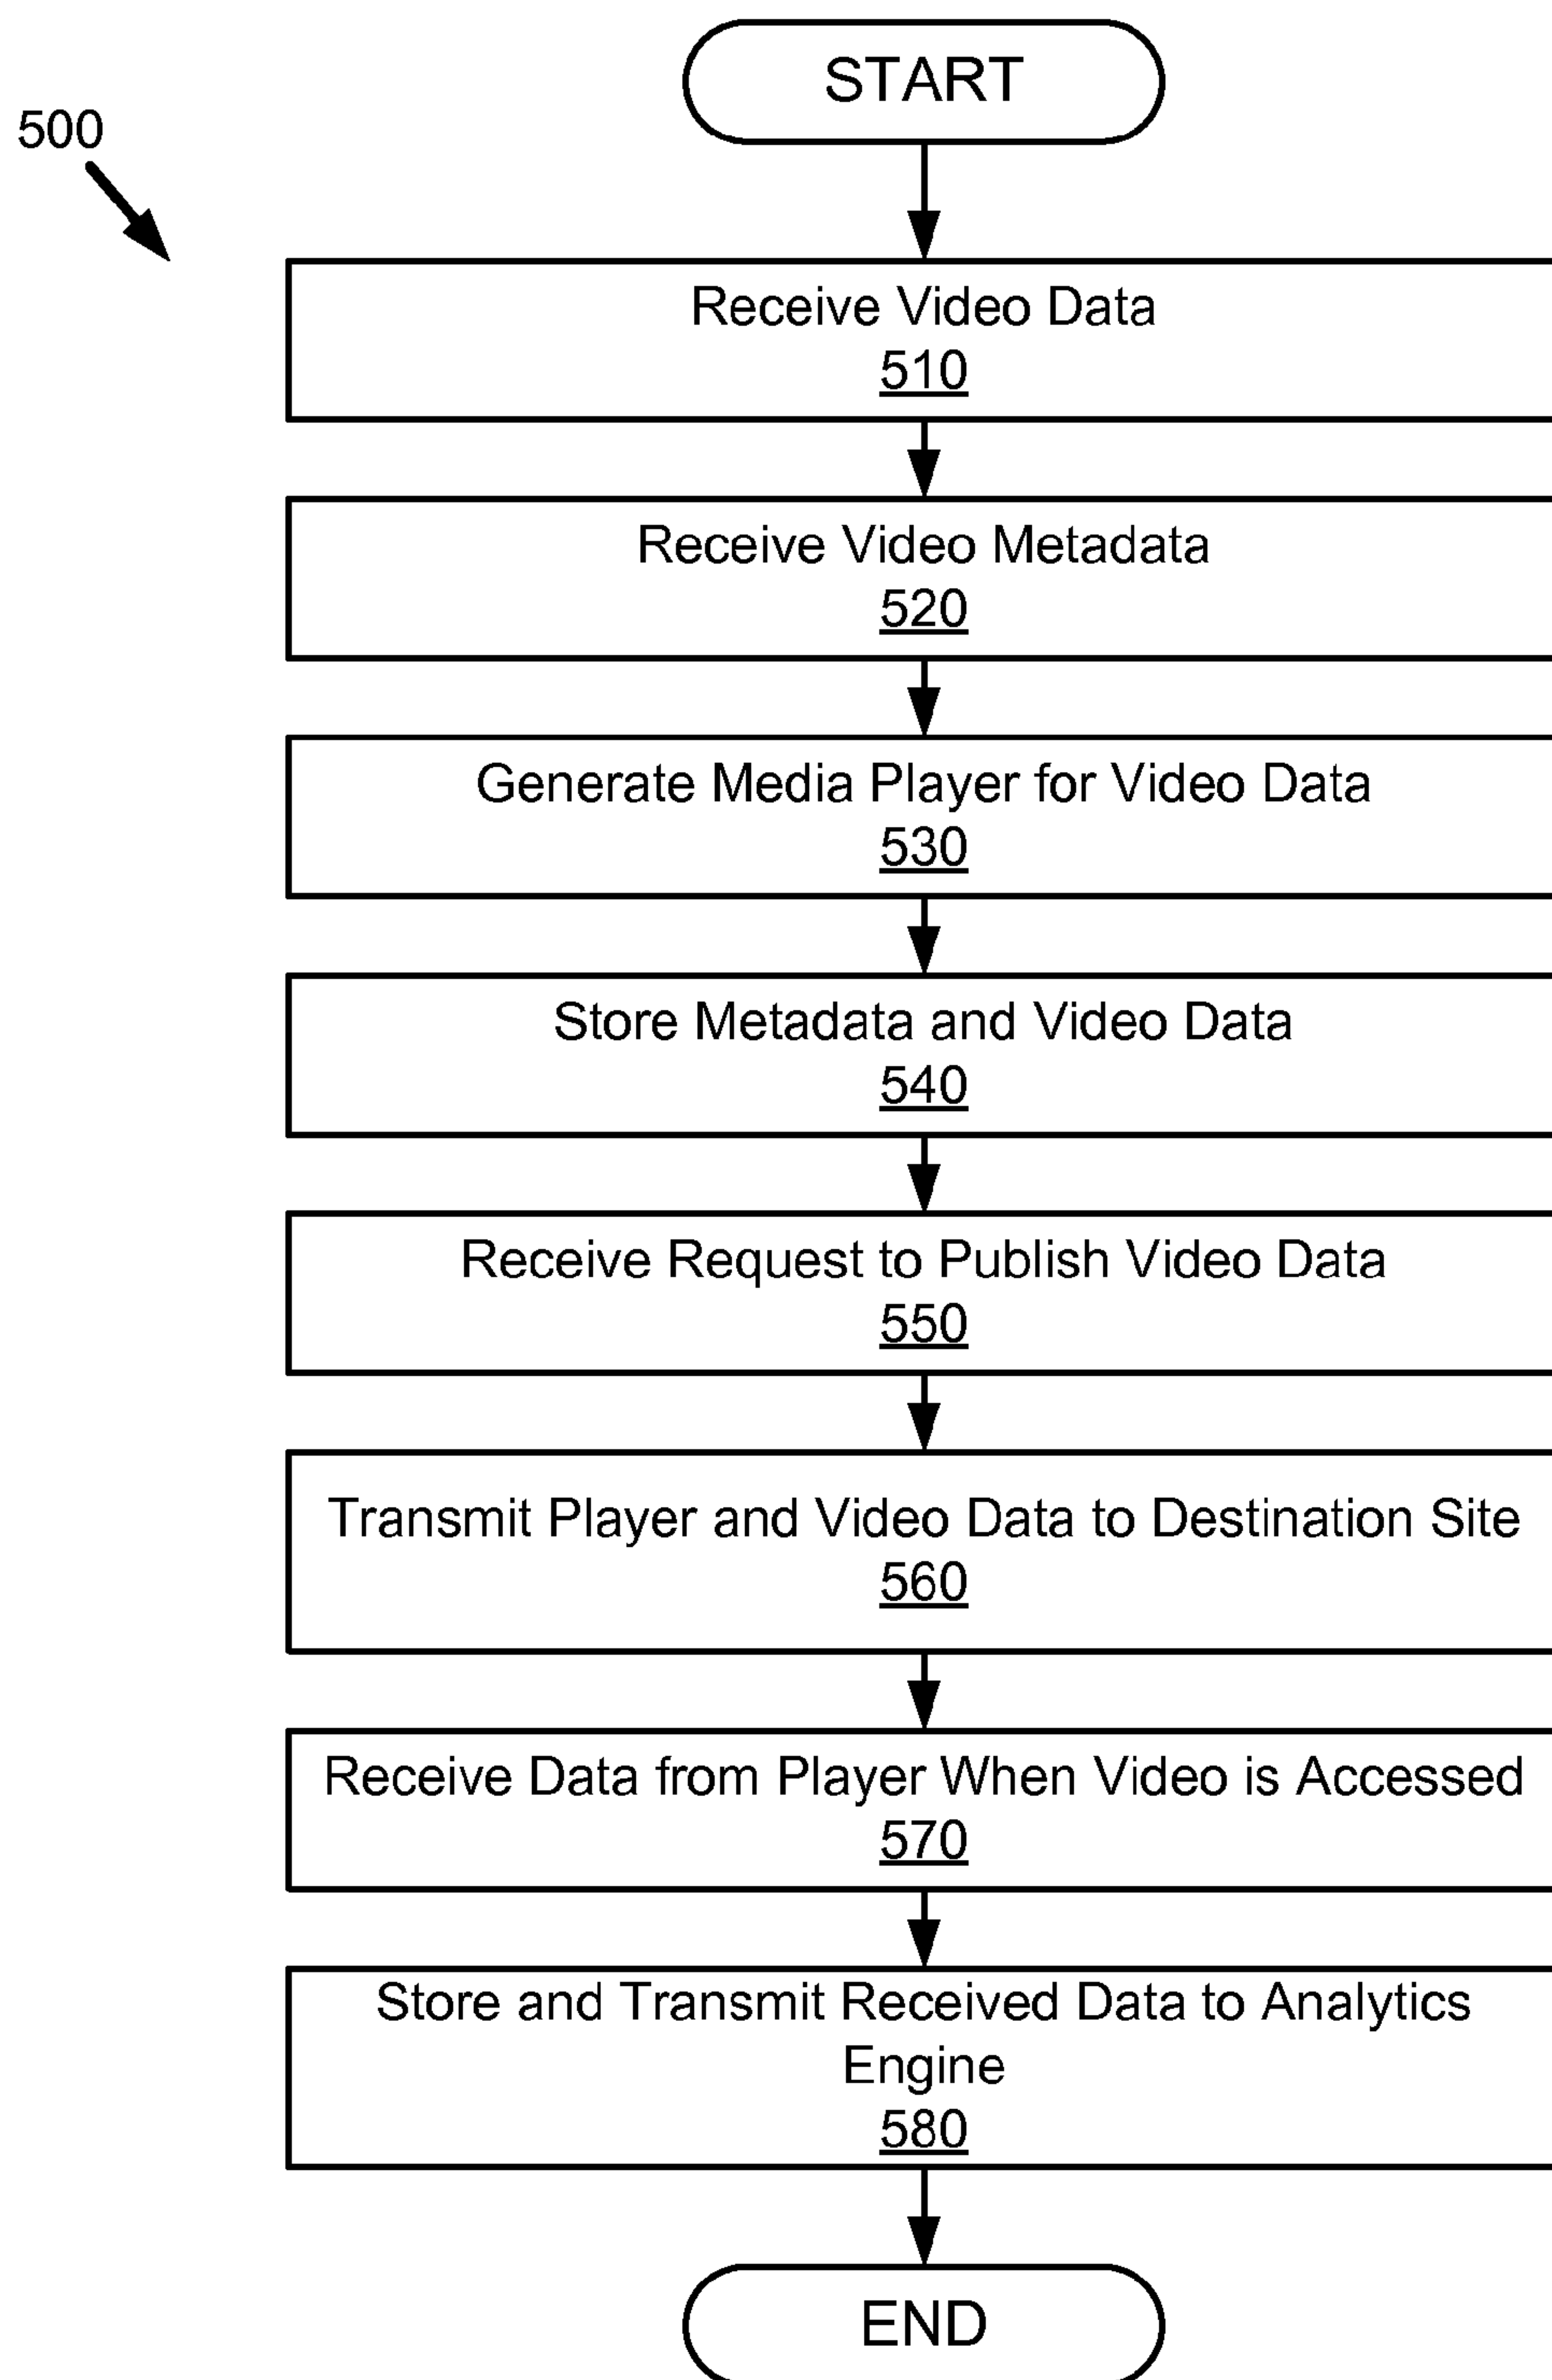 START
500
Receive Video Data
510
Receive Video Metadata
520
Generate Media Player for Video Data
530
Store Metadata and Video Data
540
Receive Request to Publish Video Data
550
Transmit Player and Video Data to Destination Site
560
Receive Data from Player When Video is Accessed
570
Store and Transmit Received Data to Analytics
Engine
580
END